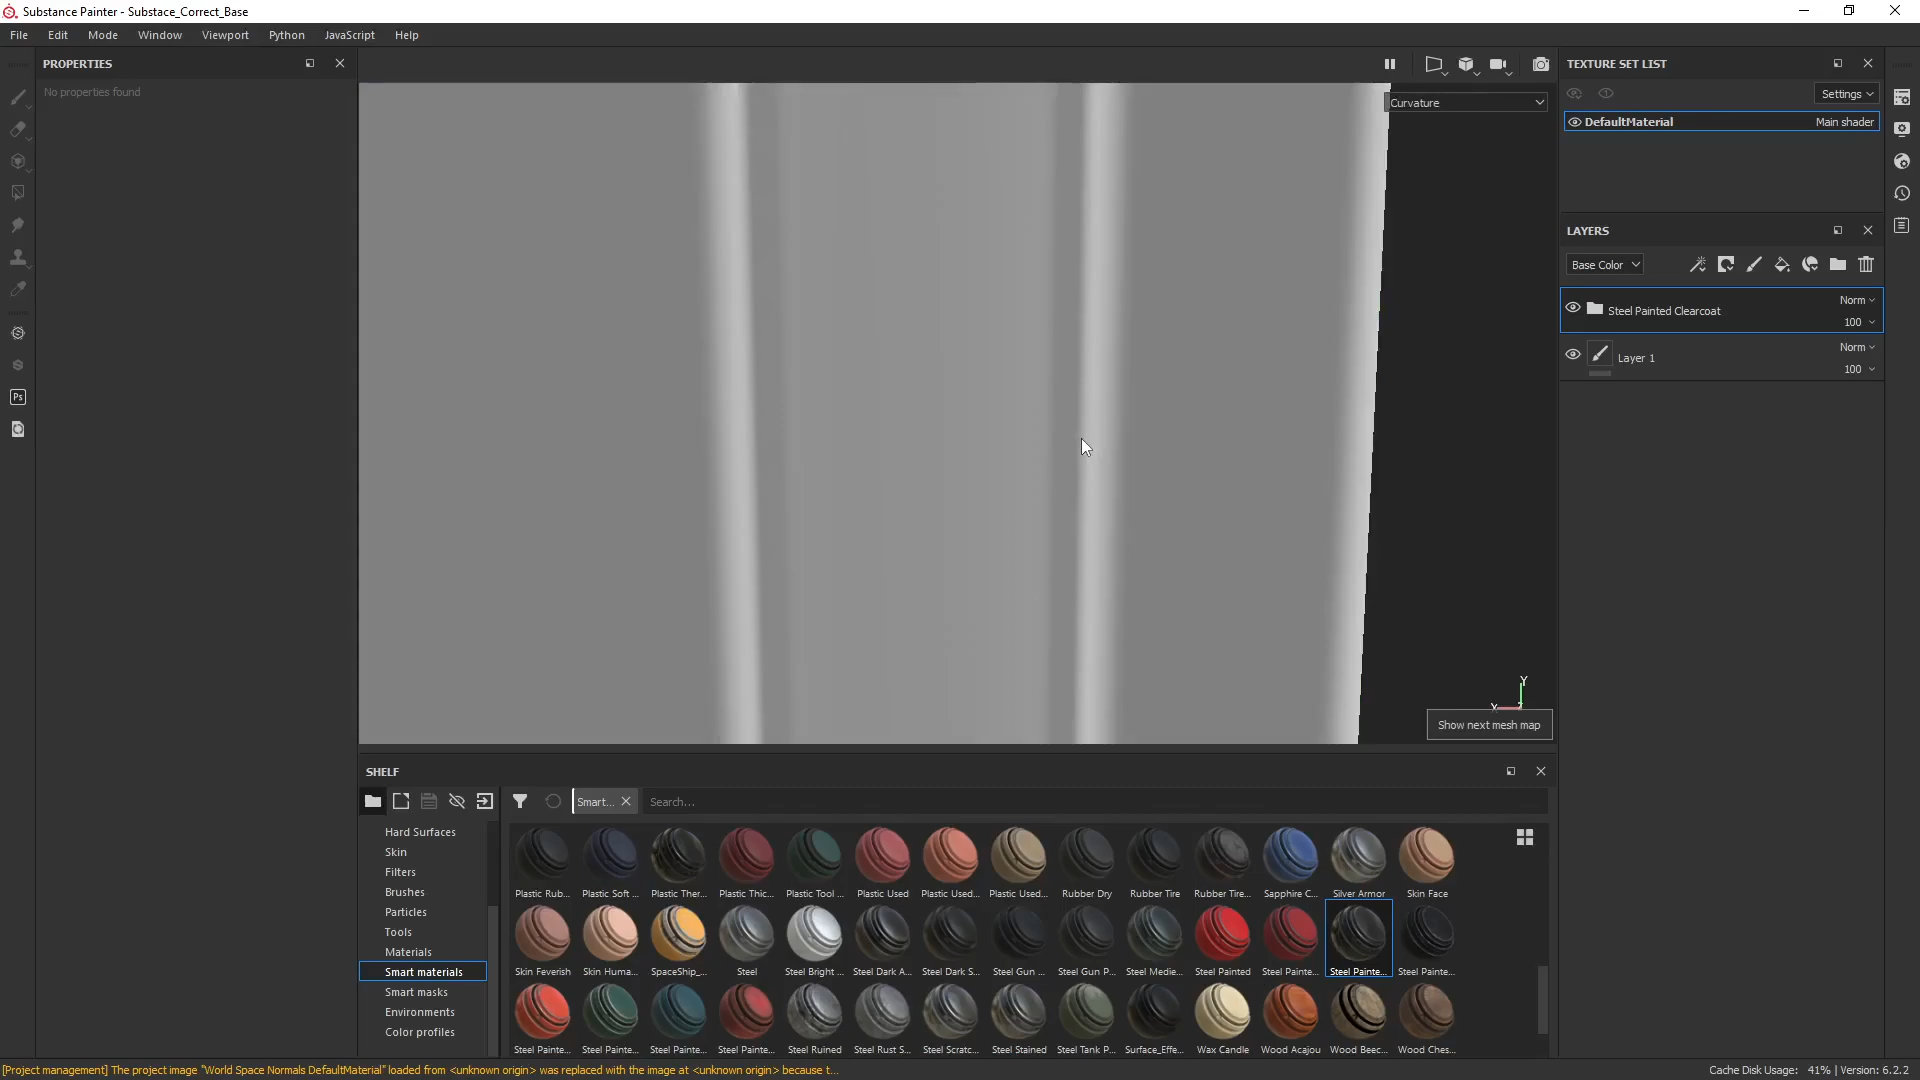 Substance Painter - Substace_Correct_Base
File Edit Mode Window Viewport Python JavaScript Help
PROPERTIES
No properties found
Curvature
Y
Show next mesh map
TEXTURE SET LIST
Settings
DefaultMaterial Main shader
LAYERS
Base Color
Steel Painted Clearcoat Norm
100
Layer 1 Norm
100
Ps
SHELF
Smart... Search...
Hard Surfaces
Skin
Filters
Brushes
Particles
Tools
Materials
Smart materials
Smart masks
Environments
Color profiles
Plastic Rub... Plastic Soft ... Plastic Ther... Plastic Thic... Plastic Tool ... Plastic Used Plastic Used... Plastic Used... Rubber Dry Rubber Tire Rubber Tire... Sapphire C... Silver Armor Skin Face
Skin Feverish Skin Huma... SpaceShip_... Steel Steel Bright ... Steel Dark A... Steel Dark S... Steel Gun ... Steel Gun P... Steel Medie... Steel Painted Steel Painte... Steel Painte... Steel Painte...
Steel Painte... Steel Painte... Steel Painte... Steel Painte... Steel Ruined Steel Rust S... Steel Scratc... Steel Stained Steel Tank P... Surface_Effe... Wax Candle Wood Acajou Wood Beec... Wood Ches...
[Project management] The project image "World Space Normals DefaultMaterial" loaded from <unknown origin> was replaced with the image at <unknown origin> because t...
Cache Disk Usage: 41% | Version: 6.2.2